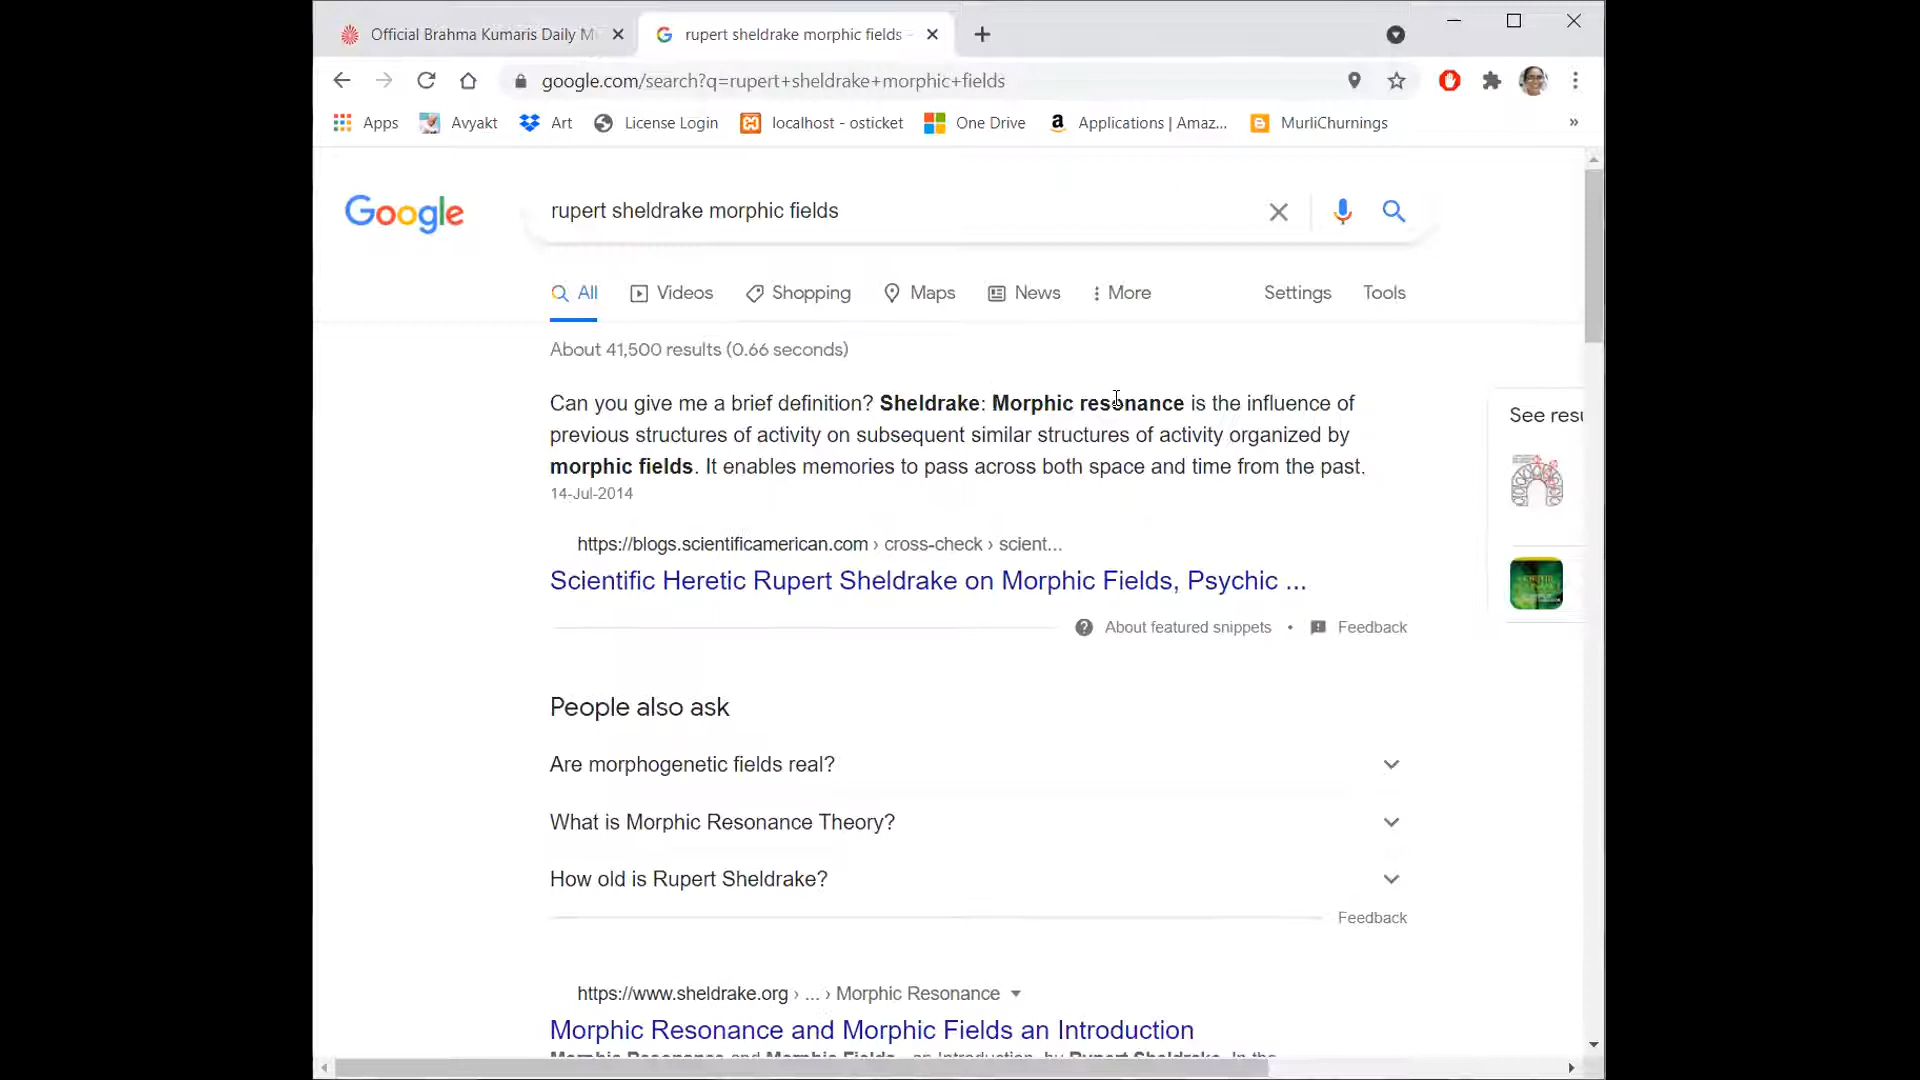 Official Brahma Kumaris Daily M
rupert sheldrake morphic fields -
google.com/search?q=rupert+sheldrake+morphic+fields
Apps
Avyakt
Art
License Login
localhost - osticket
One Drive
Applications | Amaz...
MurliChurnings
»
Google
rupert sheldrake morphic fields
All
Videos
Shopping
Maps
News
More
Settings
Tools
About 41,500 results (0.66 seconds)
Can you give me a brief definition? Sheldrake: Morphic resonance is the influence of
previous structures of activity on subsequent similar structures of activity organized by
morphic fields. It enables memories to pass across both space and time from the past.
14-Jul-2014
See resu
https://blogs.scientificamerican.com › cross-check › scient...
Scientific Heretic Rupert Sheldrake on Morphic Fields, Psychic ...
About featured snippets • Feedback
People also ask
Are morphogenetic fields real?
What is Morphic Resonance Theory?
How old is Rupert Sheldrake?
Feedback
https://www.sheldrake.org › ... › Morphic Resonance
Morphic Resonance and Morphic Fields an Introduction
Morphic Resonance and Morphic Fields - an Introduction, by Rupert Sheldrake. In the